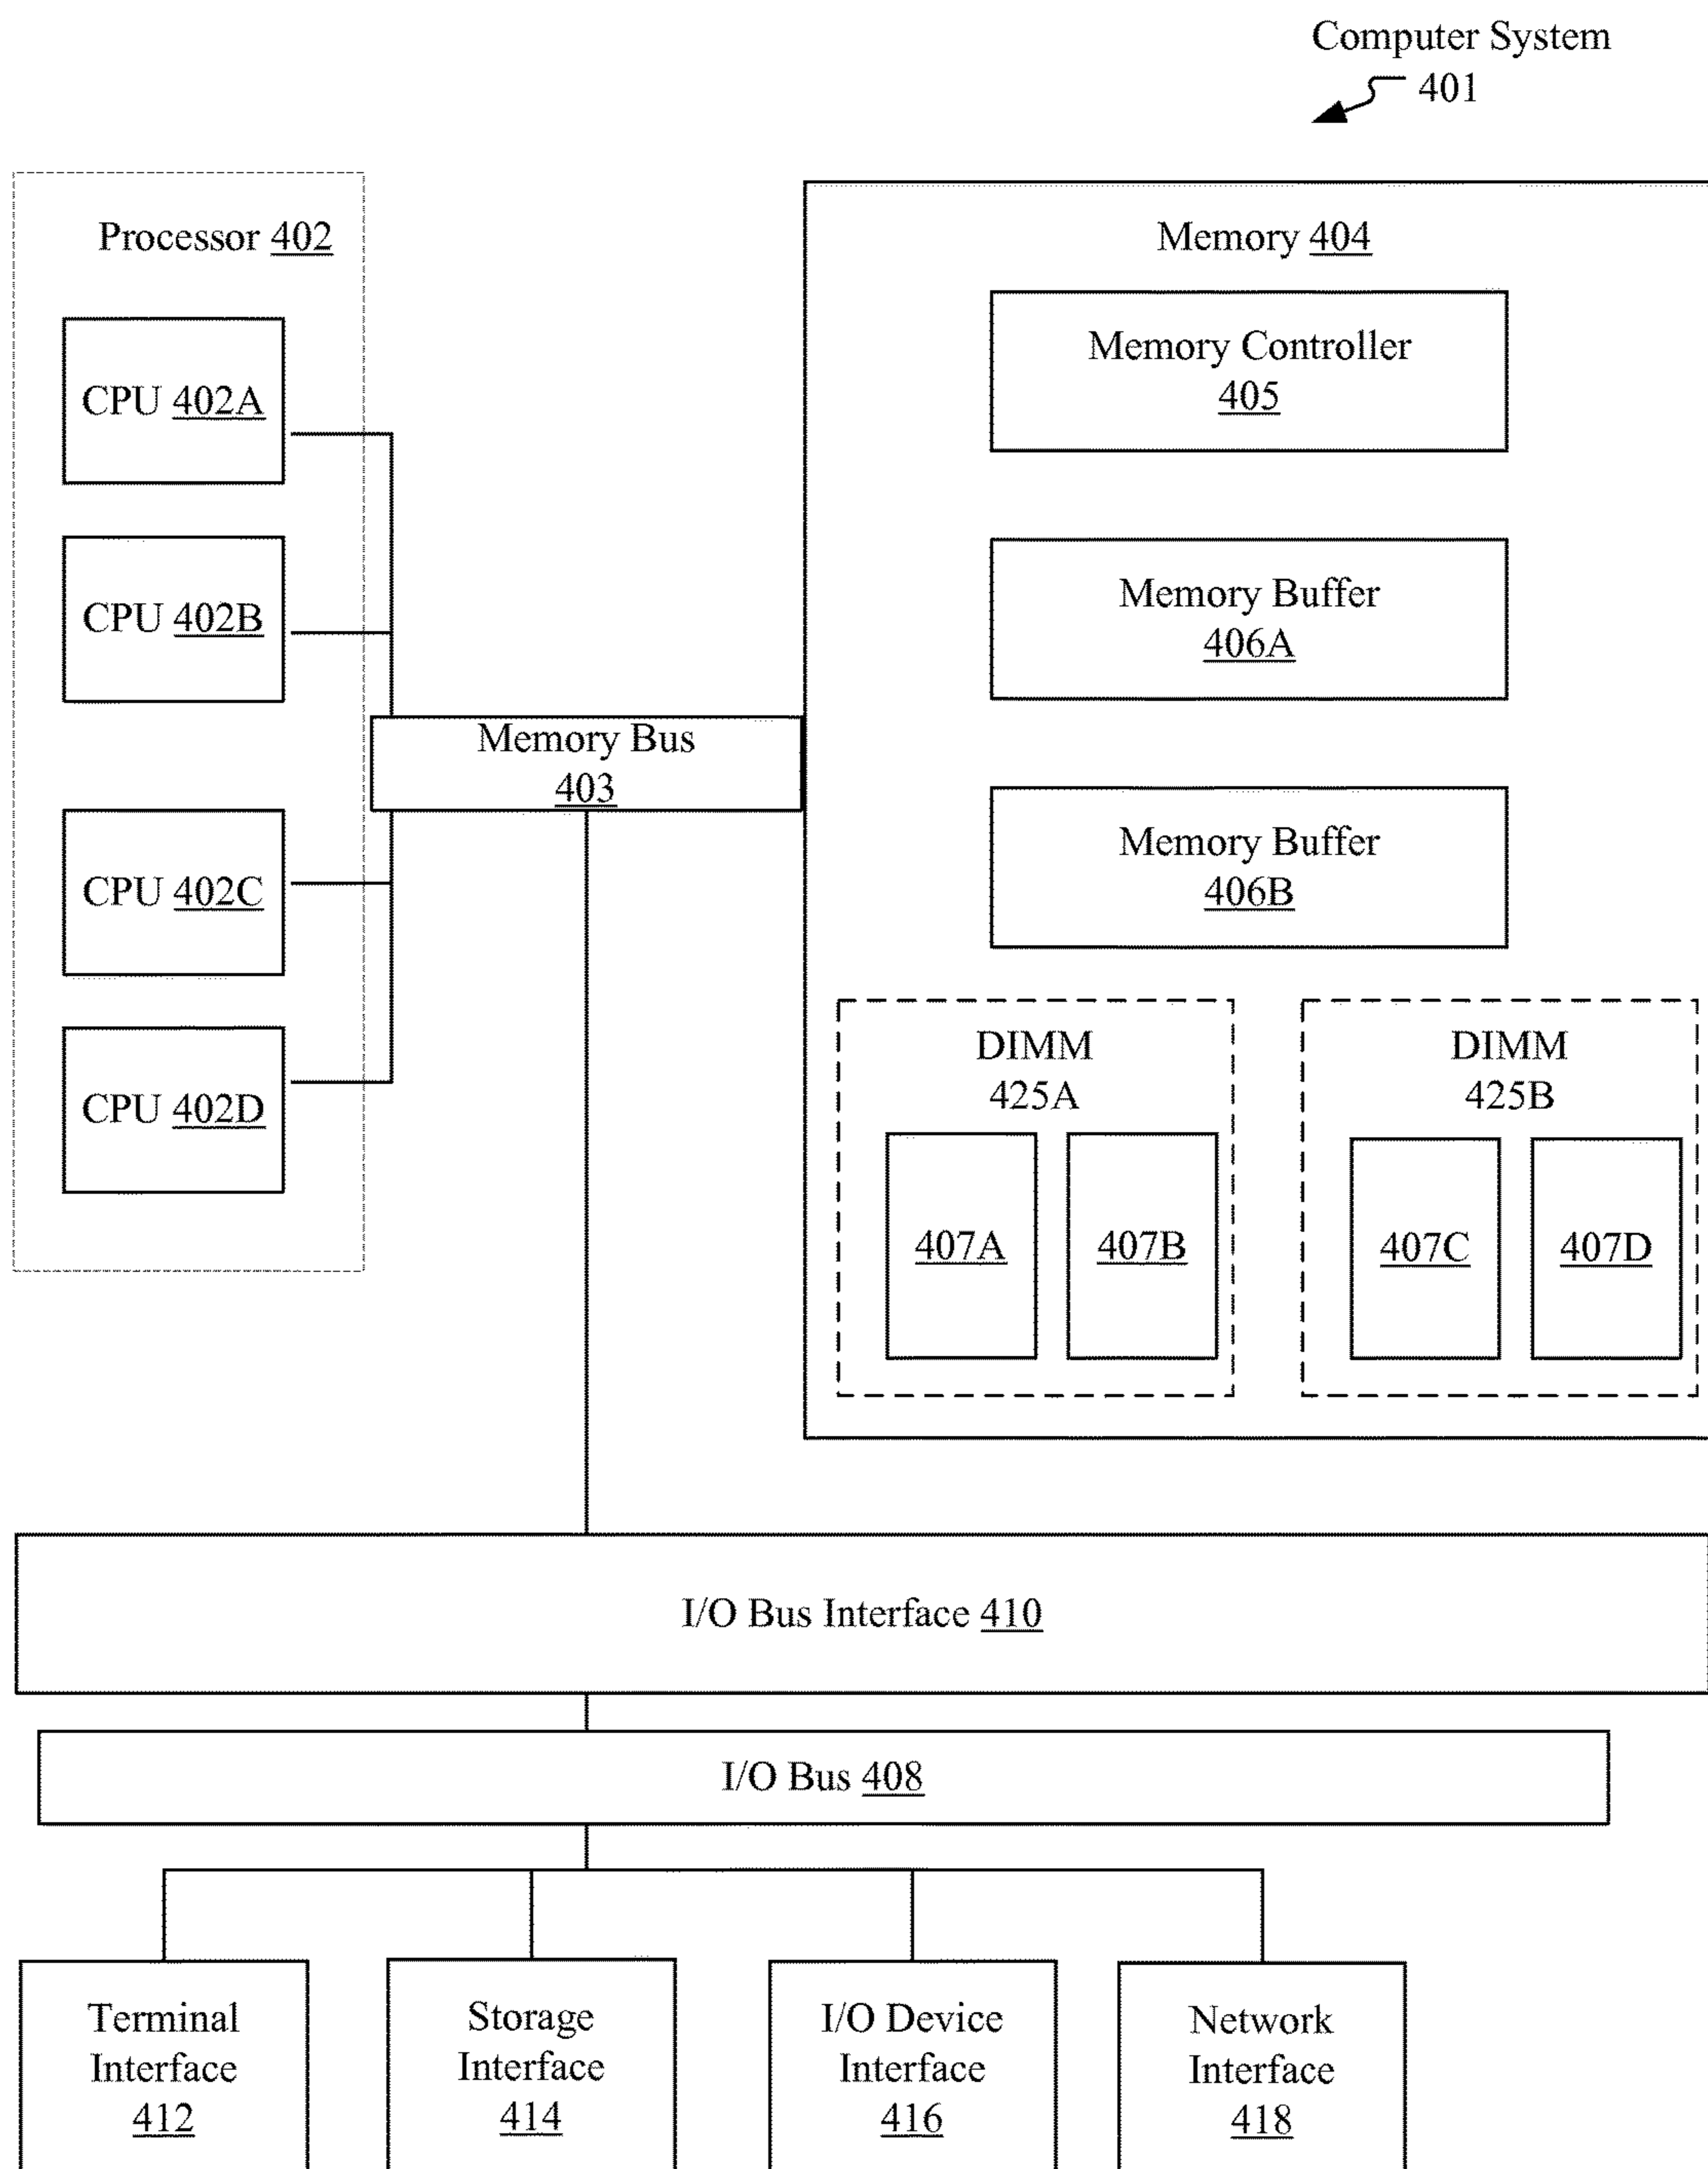 Computer System
401
Processor 402
CPU 402A
CPU 402B
CPU 402C
CPU 402D
Memory Bus
403
Memory 404
Memory Controller
405
Memory Buffer
406A
Memory Buffer
406B
DIMM
425A
407A
407B
DIMM
425B
407C
407D
I/O Bus Interface 410
I/O Bus 408
Terminal
Interface
412
Storage
Interface
414
I/O Device
Interface
416
Network
Interface
418